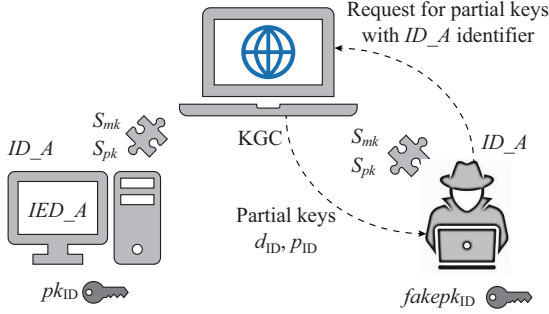 Request for partial keys
with ID_A identifier
S_mk
S_pk
ID_A
IED_A
pk_ID
KGC
S_mk
S_pk
ID_A
Partial keys
d_ID, p_ID
fakepk_ID